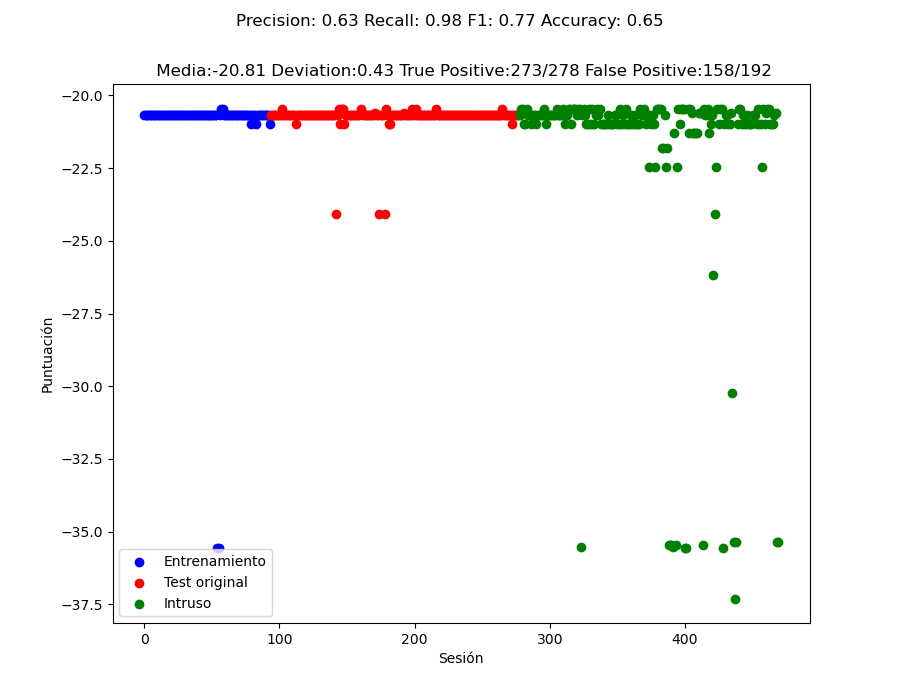 Precision: 0.63 Recall: 0.98 F1: 0.77 Accuracy: 0.65
Media:-20.81 Deviation:0.43 True Positive:273/278 False Positive:158/192
−20.0
−22.5
−25.0
−27.5
−30.0
−32.5
−35.0
−37.5
Puntuación
Entrenamiento
Test original
Intruso
0 100 200 300 400
Sesión